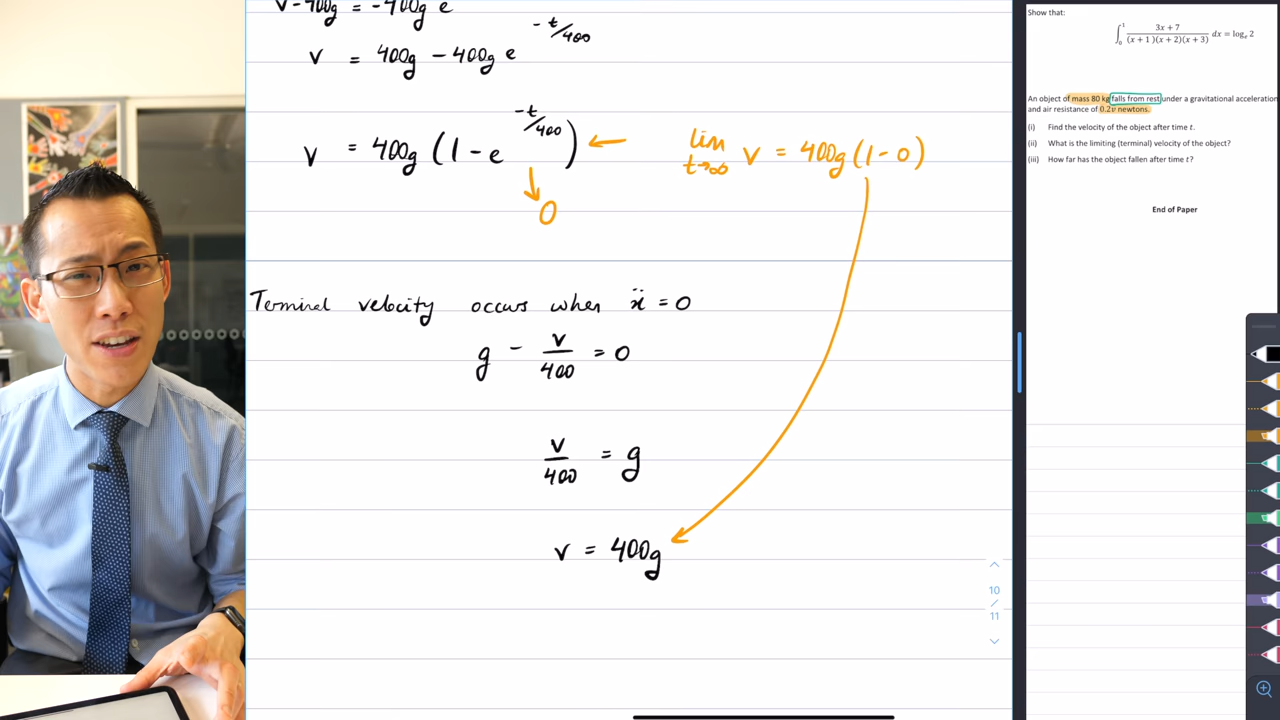 v-400g = -400g e
v = 400g - 400g e^(-t/400)
v = 400g (1 - e^(-t/400)) ←
lim t→∞ v = 400g (1 - 0)
0
Terminal velocity occurs when ẍ = 0
g - v/400 = 0
v/400 = g
v = 400g
10
/
11
Show that:
∫₀¹ 3x + 7 / (x + 1)(x + 2)(x + 3) dx = logₑ 2
An object of mass 80 kg falls from rest under a gravitational acceleration
and air resistance of 0.2v newtons.
(i) Find the velocity of the object after time t.
(ii) What is the limiting (terminal) velocity of the object?
(iii) How far has the object fallen after time t?
End of Paper